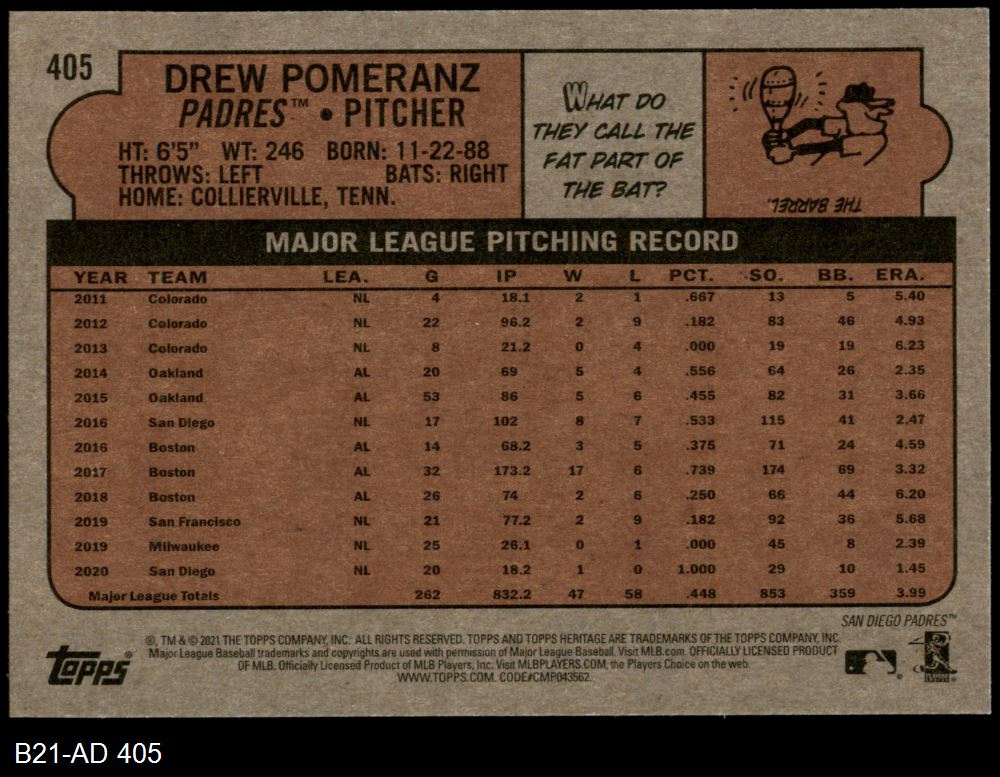 405
DREW POMERANZ
PADRES™ • PITCHER
HT: 6'5" WT: 246 BORN: 11-22-88
THROWS: LEFT BATS: RIGHT
HOME: COLLIERVILLE, TENN.
WHAT DO
THEY CALL THE
FAT PART OF
THE BAT?
THE BARREL.
MAJOR LEAGUE PITCHING RECORD
YEAR TEAM LEA. G IP W L PCT. SO. BB. ERA.
2011 Colorado NL 4 18.1 2 1 .667 13 5 5.40
2012 Colorado NL 22 96.2 2 9 .182 83 46 4.93
2013 Colorado NL 8 21.2 0 4 .000 19 19 6.23
2014 Oakland AL 20 69 5 4 .556 64 26 2.35
2015 Oakland AL 53 86 5 6 .455 82 31 3.66
2016 San Diego NL 17 102 8 7 .533 115 41 2.47
2016 Boston AL 14 68.2 3 5 .375 71 24 4.59
2017 Boston AL 32 173.2 17 6 .739 174 69 3.32
2018 Boston AL 26 74 2 6 .250 66 44 6.20
2019 San Francisco NL 21 77.2 2 9 .182 92 36 5.68
2019 Milwaukee NL 25 26.1 0 1 .000 45 8 2.39
2020 San Diego NL 20 18.2 1 0 1.000 29 10 1.45
Major League Totals 262 832.2 47 58 .448 853 359 3.99
SAN DIEGO PADRES™
Topps®
®, TM & © 2021 THE TOPPS COMPANY, INC. ALL RIGHTS RESERVED. TOPPS AND TOPPS HERITAGE ARE TRADEMARKS OF THE TOPPS COMPANY, INC.
Major League Baseball trademarks and copyrights are used with permission of Major League Baseball. Visit MLB.com. OFFICIALLY LICENSED PRODUCT
OF MLB. Officially Licensed Product of MLB Players, Inc. Visit MLBPLAYERS.COM, the Players Choice on the web.
WWW.TOPPS.COM. CODE#CMP043562.
B21-AD 405